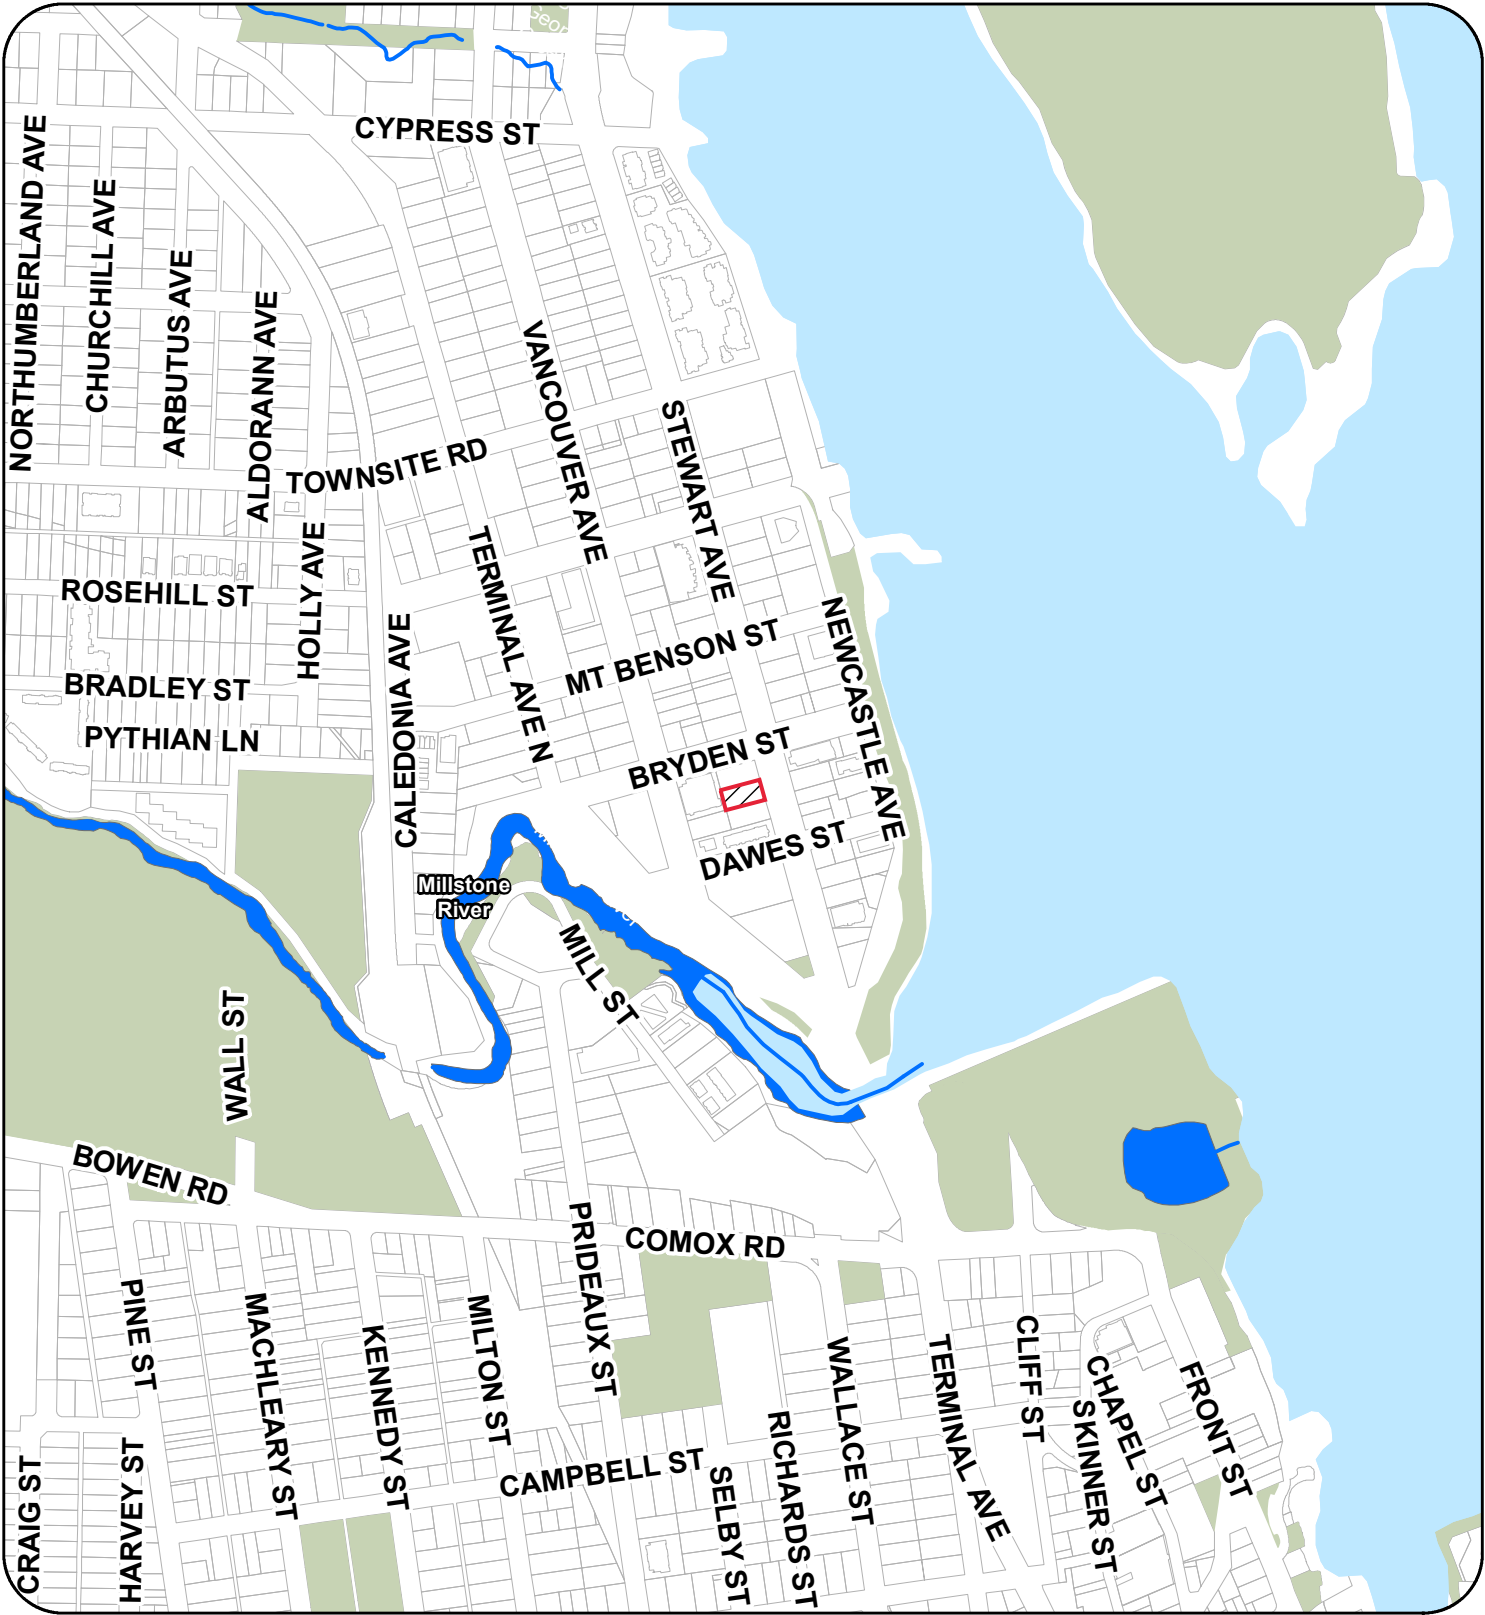 Geor
CYPRESS ST
NORTHUMBERLAND AVE
CHURCHILL AVE
ARBUTUS AVE
ALDORANN AVE
VANCOUVER AVE
STEWART AVE
TOWNSITE RD
HOLLY AVE
TERMINAL AVE N
ROSEHILL ST
CALEDONIA AVE
MT BENSON ST
NEWCASTLE AVE
BRADLEY ST
PYTHIAN LN
BRYDEN ST
DAWES ST
Millstone
River
MILL ST
WALL ST
BOWEN RD
PRIDEAUX ST
COMOX RD
PINE ST
MACHLEARY ST
KENNEDY ST
MILTON ST
WALLACE ST
TERMINAL AVE
CLIFF ST
CHAPEL ST
SKINNER ST
FRONT ST
CRAIG ST
HARVEY ST
CAMPBELL ST
SELBY ST
RICHARDS ST